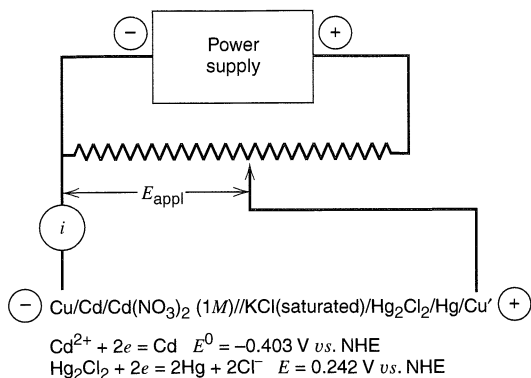 − Power +
supply
E_appl
i
− Cu/Cd/Cd(NO₃)₂ (1M)//KCl(saturated)/Hg₂Cl₂/Hg/Cu′ +
Cd²⁺ + 2e = Cd E⁰ = −0.403 V vs. NHE
Hg₂Cl₂ + 2e = 2Hg + 2Cl⁻ E = 0.242 V vs. NHE